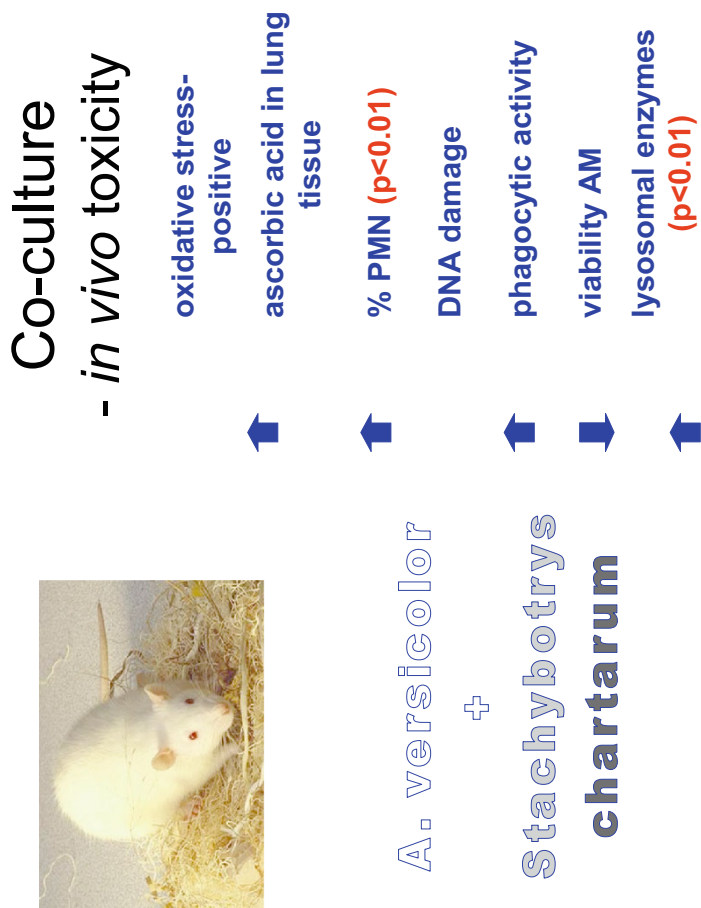 Co-culture
- in vivo toxicity
oxidative stress-
positive
ascorbic acid in lung
tissue
% PMN (p<0.01)
DNA damage
phagocytic activity
viability AM
lysosomal enzymes
(p<0.01)
A. versicolor
+
Stachybotrys
chartarum